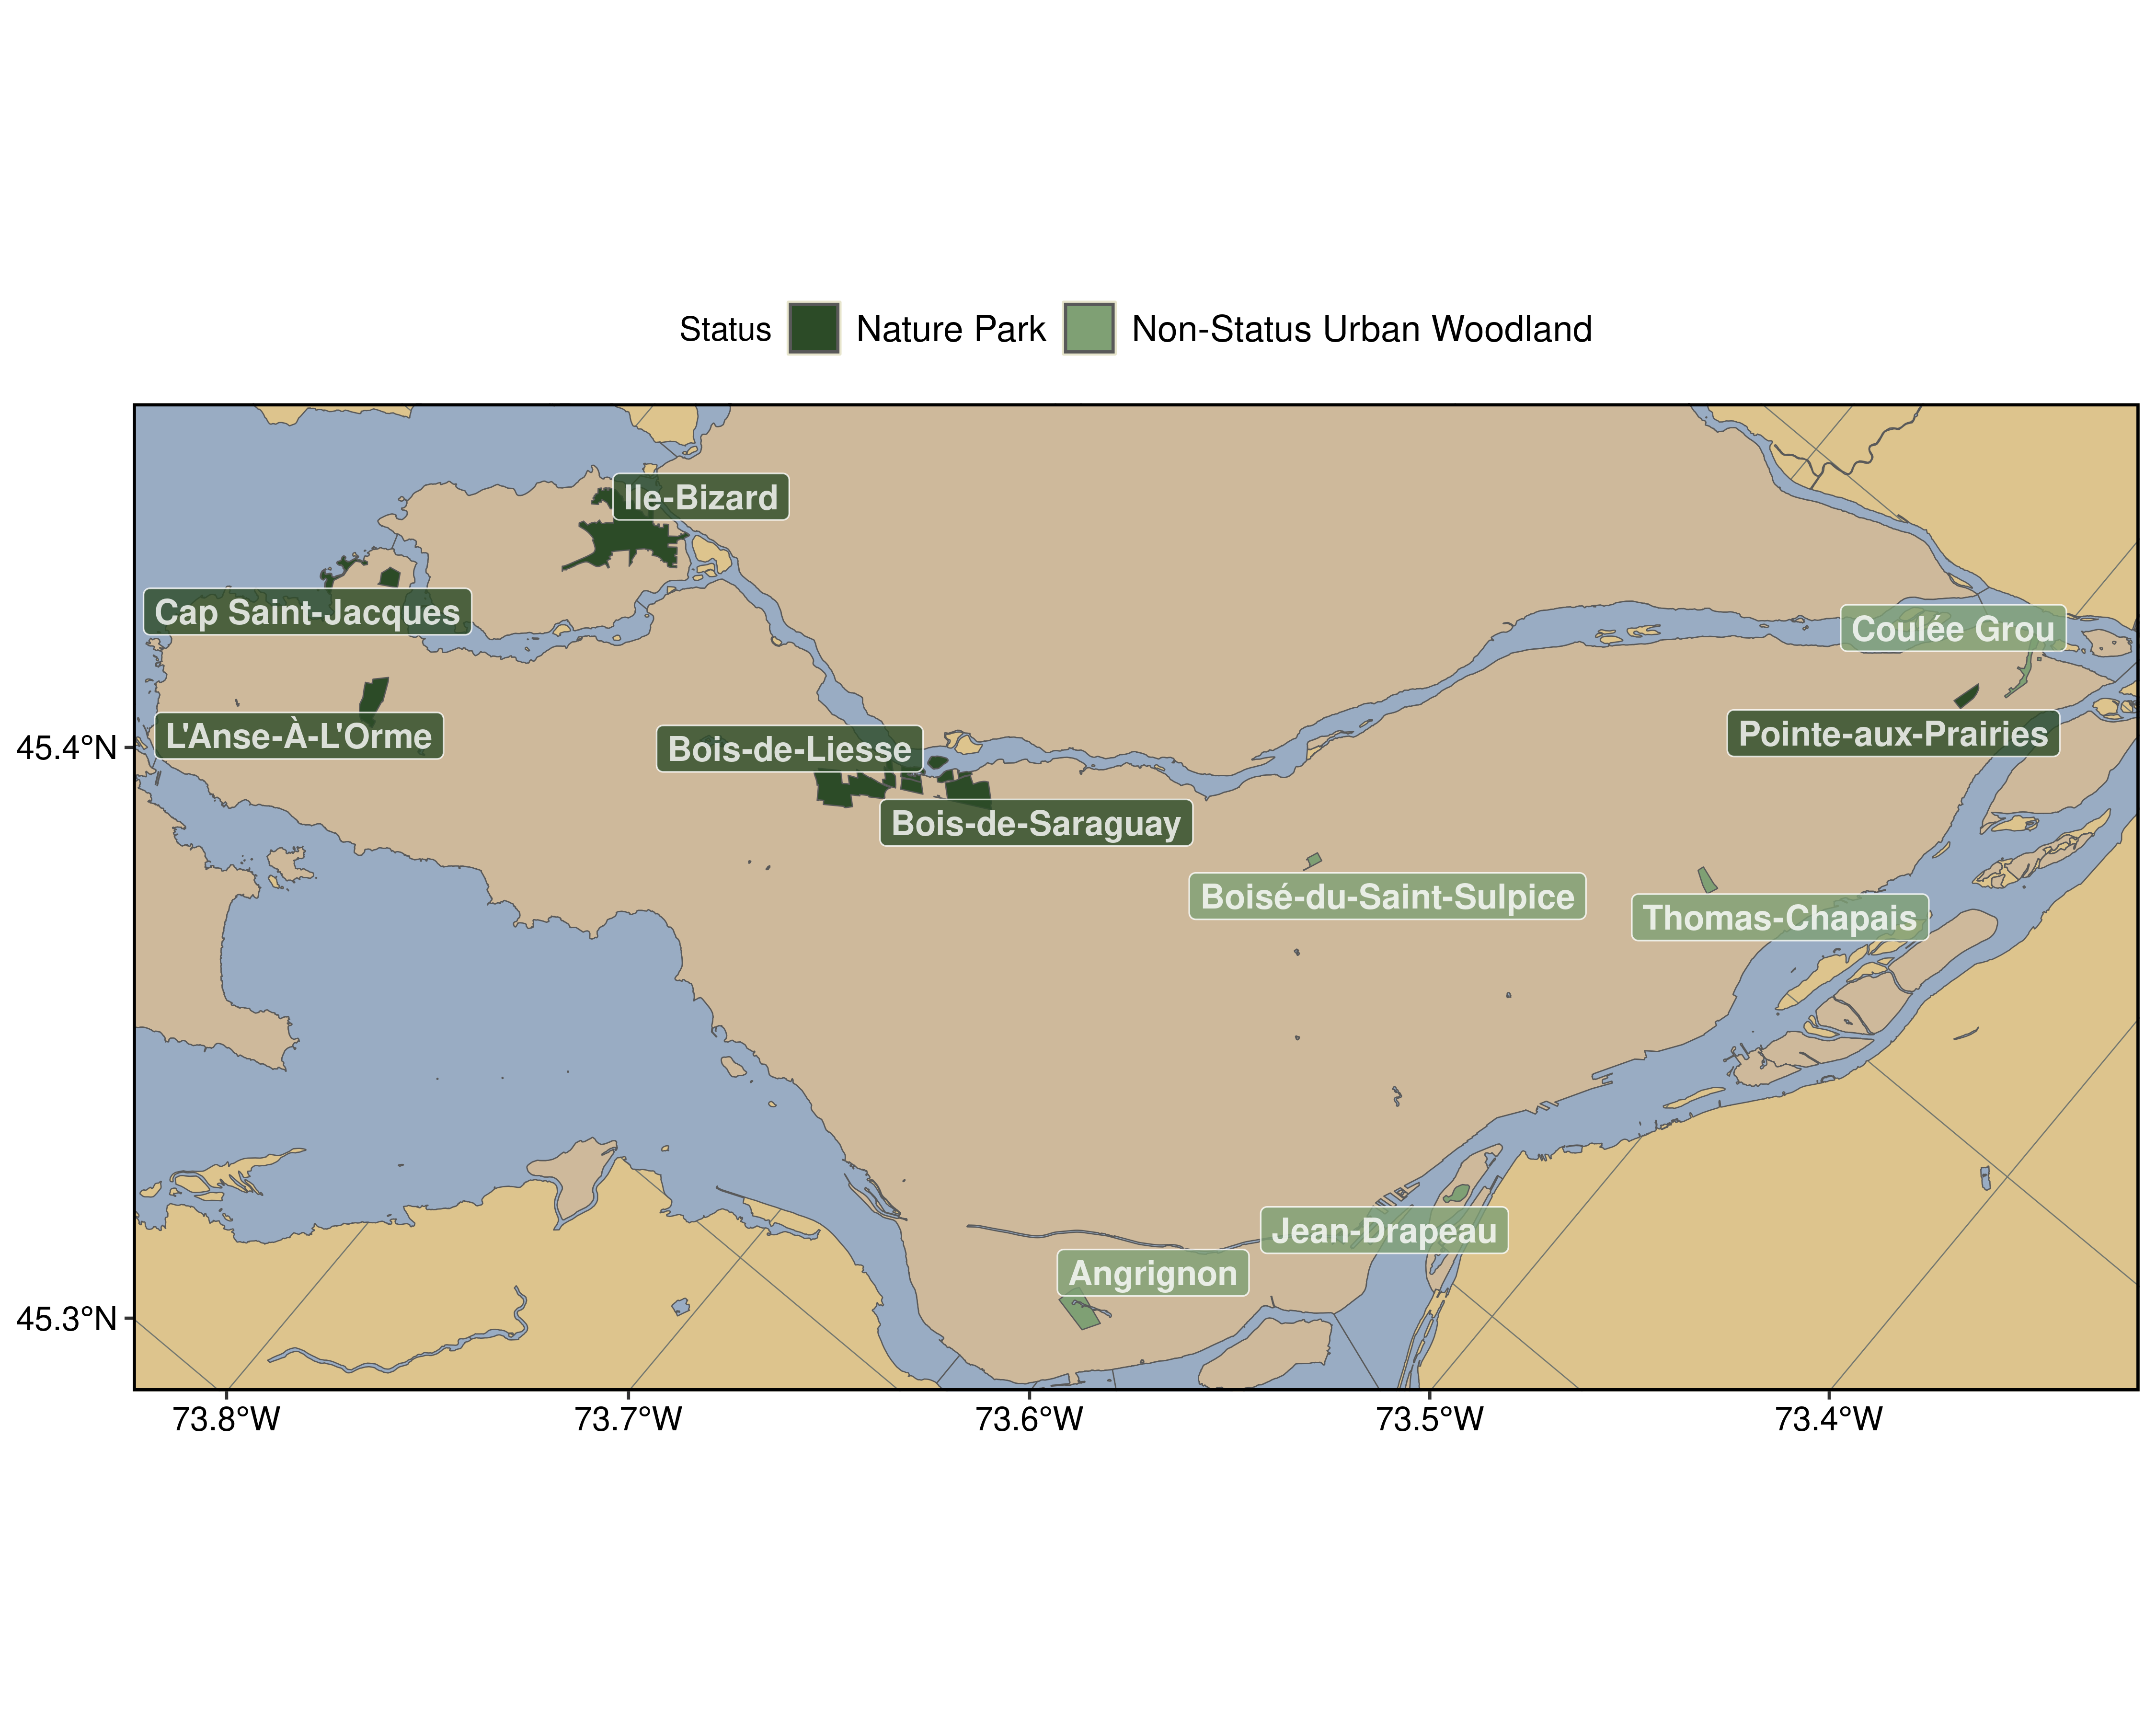 Status Nature Park Non-Status Urban Woodland
Ile-Bizard
Cap Saint-Jacques
Coulée Grou
L'Anse-À-L'Orme
Pointe-aux-Prairies
Bois-de-Liesse
45.4°N
Bois-de-Saraguay
Boisé-du-Saint-Sulpice
Thomas-Chapais
Jean-Drapeau
Angrignon
45.3°N
73.8°W 73.7°W 73.6°W 73.5°W 73.4°W